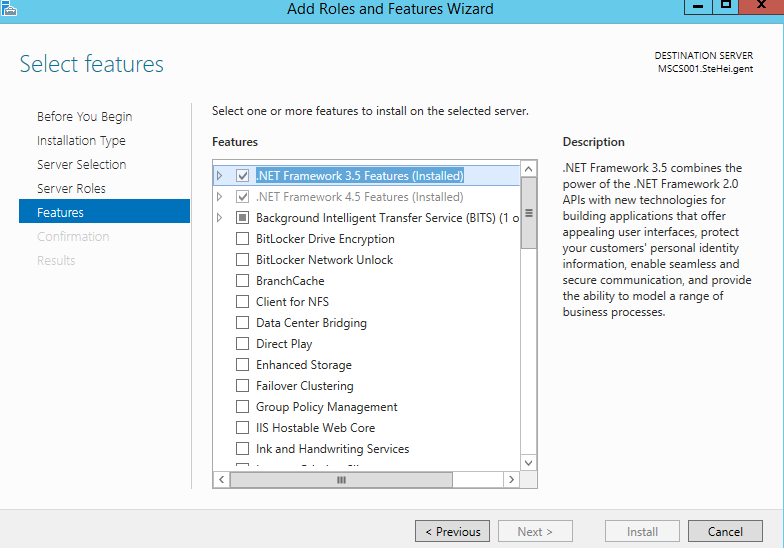 Add Roles and Features Wizard
Select features
DESTINATION SERVER
MSCS001.SteHei.gent
Before You Begin
Installation Type
Server Selection
Server Roles
Features
Confirmation
Results
Select one or more features to install on the selected server.
Features
.NET Framework 3.5 Features (Installed)
.NET Framework 4.5 Features (Installed)
Background Intelligent Transfer Service (BITS) (1 o
BitLocker Drive Encryption
BitLocker Network Unlock
BranchCache
Client for NFS
Data Center Bridging
Direct Play
Enhanced Storage
Failover Clustering
Group Policy Management
IIS Hostable Web Core
Ink and Handwriting Services
Description
.NET Framework 3.5 combines the
power of the .NET Framework 2.0
APIs with new technologies for
building applications that offer
appealing user interfaces, protect
your customers' personal identity
information, enable seamless and
secure communication, and provide
the ability to model a range of
business processes.
< Previous
Next >
Install
Cancel